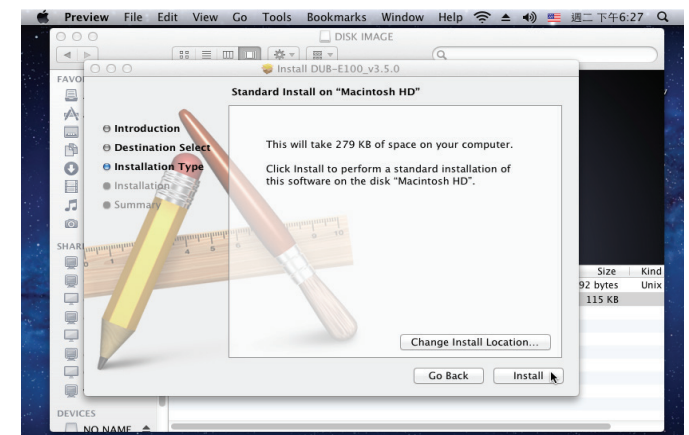 Preview File Edit View Go Tools Bookmarks Window Help 週二 下午6:27
DISK IMAGE
Install DUB-E100_v3.5.0
FAVO
Standard Install on “Macintosh HD”
Introduction
Destination Select
Installation Type
Installation
Summary
This will take 279 KB of space on your computer.
Click Install to perform a standard installation of
this software on the disk “Macintosh HD”.
SHAR
Size Kind
92 bytes Unix
115 KB
Change Install Location...
Go Back Install
DEVICES
NO NAME